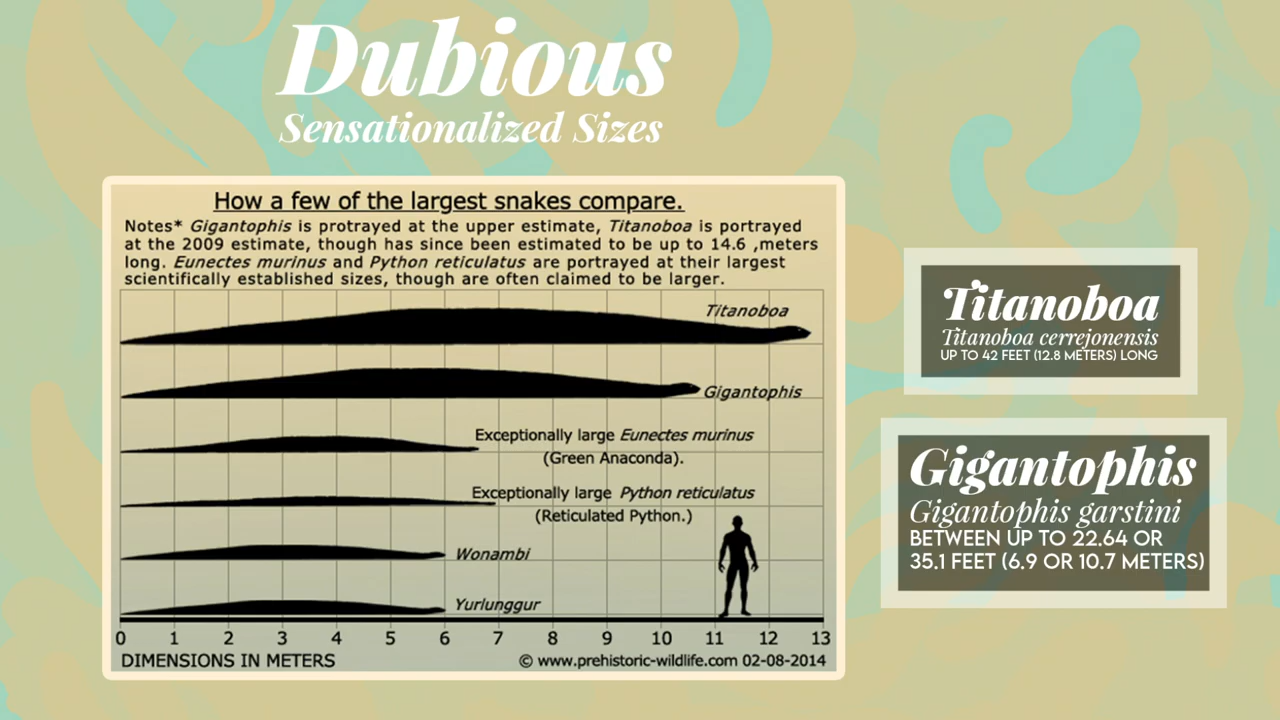 Dubious
Sensationalized Sizes
How a few of the largest snakes compare.
Notes* Gigantophis is protrayed at the upper estimate, Titanoboa is portrayed
at the 2009 estimate, though has since been estimated to be up to 14.6 ,meters
long. Eunectes murinus and Python reticulatus are portrayed at their largest
scientifically established sizes, though are often claimed to be larger.
Titanoboa
Gigantophis
Exceptionally large Eunectes murinus
(Green Anaconda).
Exceptionally large Python reticulatus
(Reticulated Python.)
Wonambi
Yurlunggur
0 1 2 3 4 5 6 7 8 9 10 11 12 13
DIMENSIONS IN METERS
© www.prehistoric-wildlife.com 02-08-2014
Titanoboa
Titanoboa cerrejonensis
UP TO 42 FEET (12.8 METERS) LONG
Gigantophis
Gigantophis garstini
BETWEEN UP TO 22.64 OR
35.1 FEET (6.9 OR 10.7 METERS)